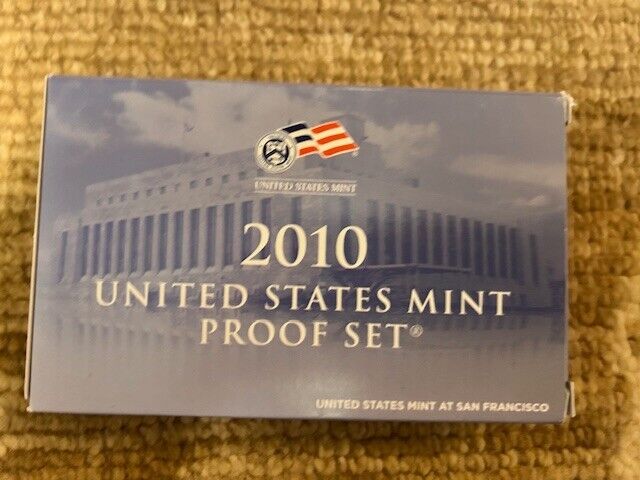 UNITED STATES MINT
2010
UNITED STATES MINT
PROOF SET®
UNITED STATES MINT AT SAN FRANCISCO